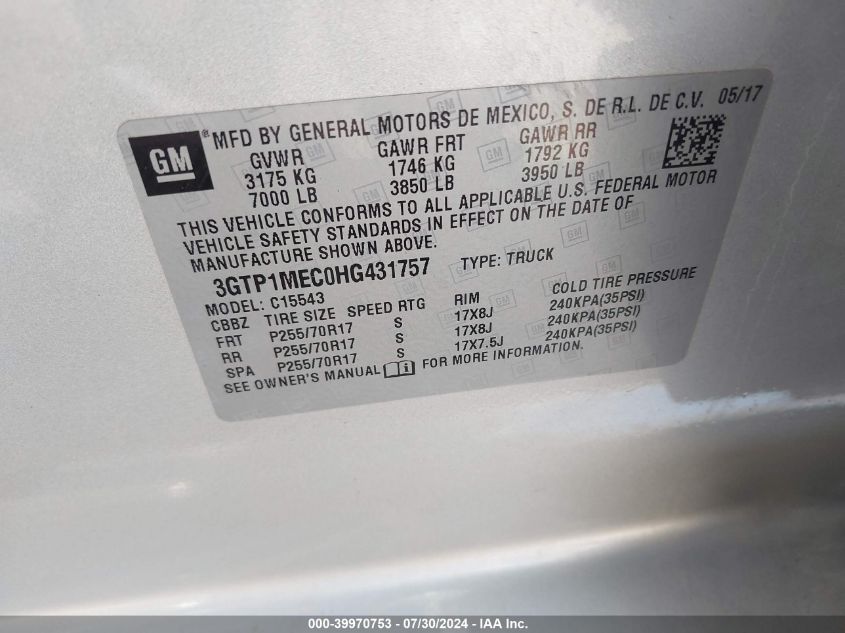 GM ® MFD BY GENERAL MOTORS DE MEXICO, S. DE R.L. DE C.V. 05/17
GVWR GAWR FRT GAWR RR
3175 KG 1746 KG 1792 KG
7000 LB 3850 LB 3950 LB
THIS VEHICLE CONFORMS TO ALL APPLICABLE U.S. FEDERAL MOTOR
VEHICLE SAFETY STANDARDS IN EFFECT ON THE DATE OF
MANUFACTURE SHOWN ABOVE.
3GTP1MEC0HG431757 TYPE: TRUCK
MODEL: C15543
CBBZ TIRE SIZE SPEED RTG RIM COLD TIRE PRESSURE
FRT P255/70R17 S 17X8J 240KPA(35PSI)
RR P255/70R17 S 17X8J 240KPA(35PSI)
SPA P255/70R17 S 17X7.5J 240KPA(35PSI)
SEE OWNER'S MANUAL FOR MORE INFORMATION.
000-39970753 - 07/30/2024 - IAA Inc.